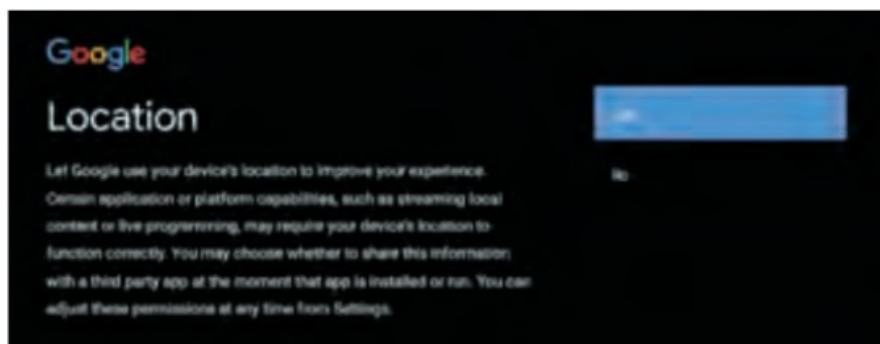 Google
Location
Let Google use your device's location to improve your experience.
Certain application or platform capabilities, such as streaming local
content or live programming, may require your device's location to
function correctly. You may choose whether to share this information
with a third party app at the moment that app is installed or run. You can
adjust these permissions at any time from Settings.
No